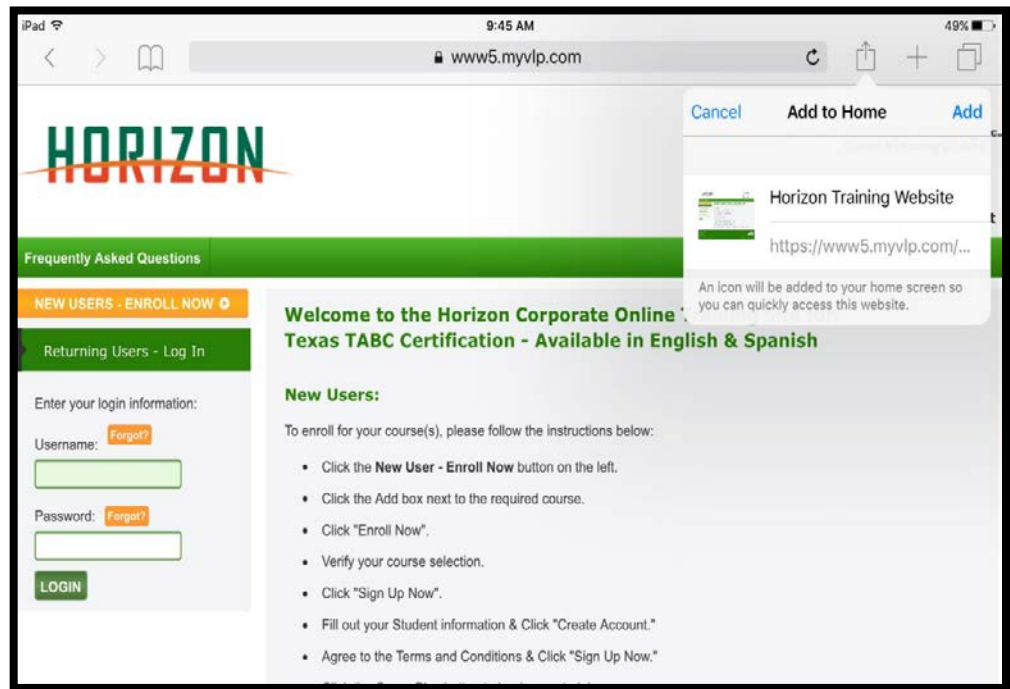 iPad 9:45 AM 49%
www5.myvlp.com
Cancel Add to Home Add
HORIZON
Horizon Training Website
https://www5.myvlp.com/...
An icon will be added to your home screen so
you can quickly access this website.
Frequently Asked Questions
NEW USERS - ENROLL NOW
Returning Users - Log In
Enter your login information:
Username: Forgot?
Password: Forgot?
LOGIN
Welcome to the Horizon Corporate Online
Texas TABC Certification - Available in English & Spanish
New Users:
To enroll for your course(s), please follow the instructions below:
• Click the New User - Enroll Now button on the left.
• Click the Add box next to the required course.
• Click "Enroll Now".
• Verify your course selection.
• Click "Sign Up Now".
• Fill out your Student information & Click "Create Account."
• Agree to the Terms and Conditions & Click "Sign Up Now."